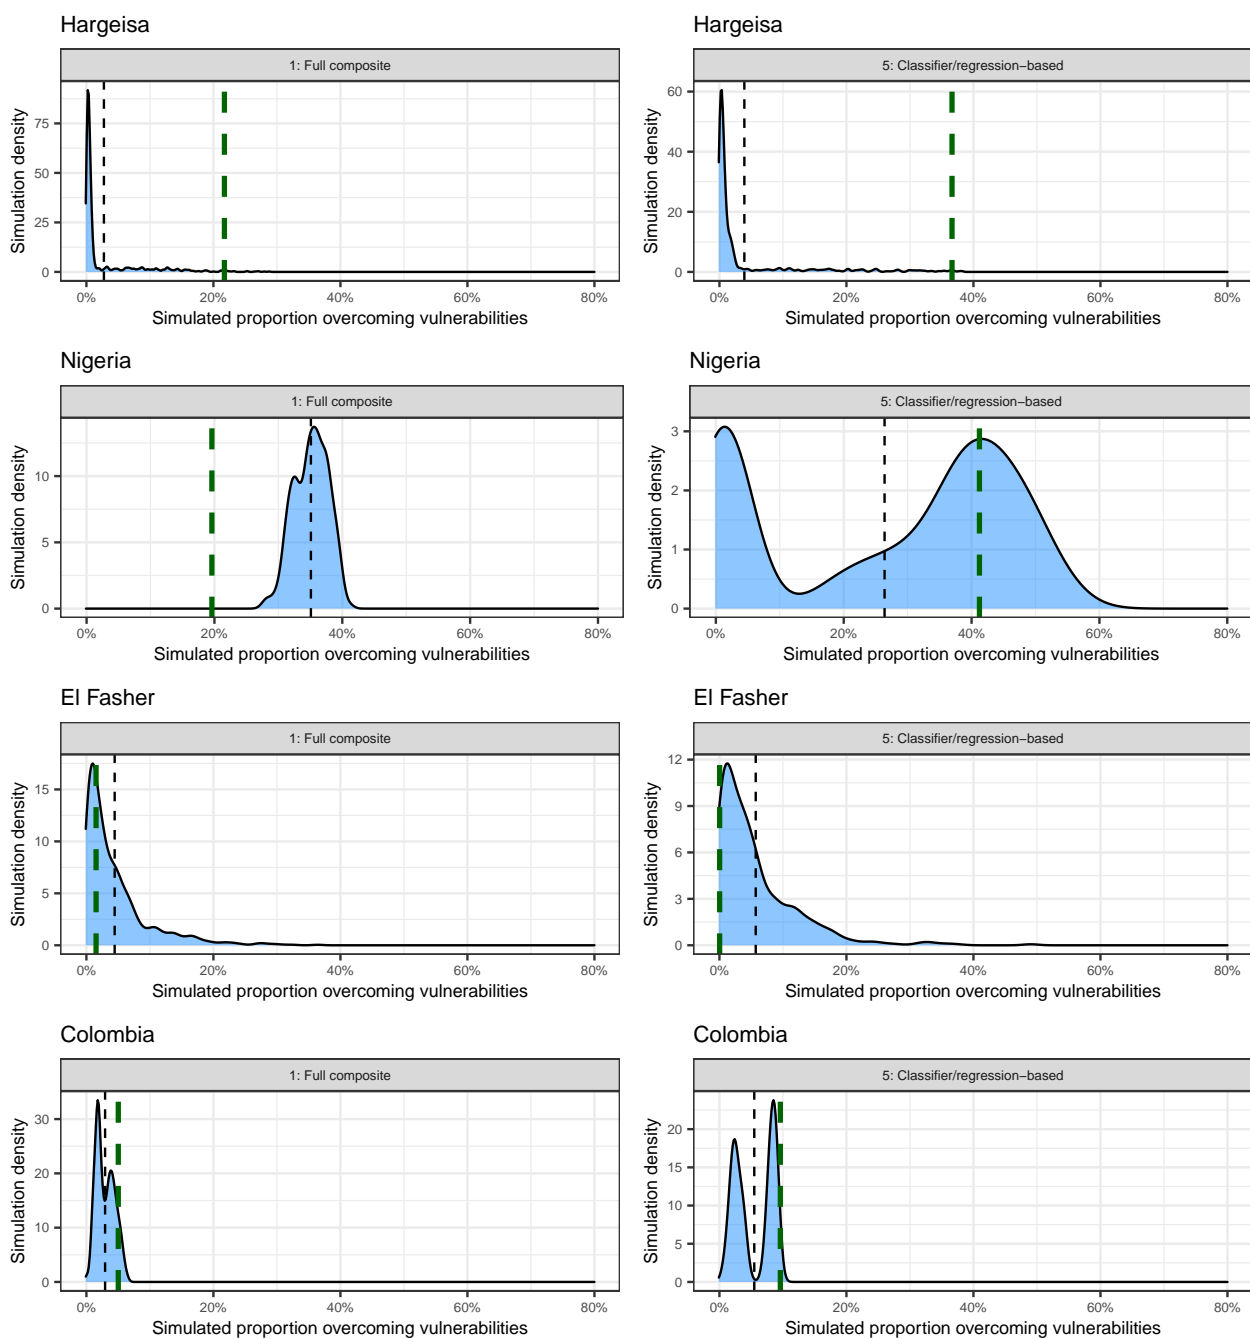 Hargeisa
1: Full composite
Simulation density
75
50
25
0
0% 20% 40% 60% 80%
Simulated proportion overcoming vulnerabilities
Hargeisa
5: Classifier/regression−based
Simulation density
60
40
20
0
0% 20% 40% 60% 80%
Simulated proportion overcoming vulnerabilities
Nigeria
1: Full composite
Simulation density
10
5
0
0% 20% 40% 60% 80%
Simulated proportion overcoming vulnerabilities
Nigeria
5: Classifier/regression−based
Simulation density
3
2
1
0
0% 20% 40% 60% 80%
Simulated proportion overcoming vulnerabilities
El Fasher
1: Full composite
Simulation density
15
10
5
0
0% 20% 40% 60% 80%
Simulated proportion overcoming vulnerabilities
El Fasher
5: Classifier/regression−based
Simulation density
12
9
6
3
0
0% 20% 40% 60% 80%
Simulated proportion overcoming vulnerabilities
Colombia
1: Full composite
Simulation density
30
20
10
0
0% 20% 40% 60% 80%
Simulated proportion overcoming vulnerabilities
Colombia
5: Classifier/regression−based
Simulation density
20
15
10
5
0
0% 20% 40% 60% 80%
Simulated proportion overcoming vulnerabilities